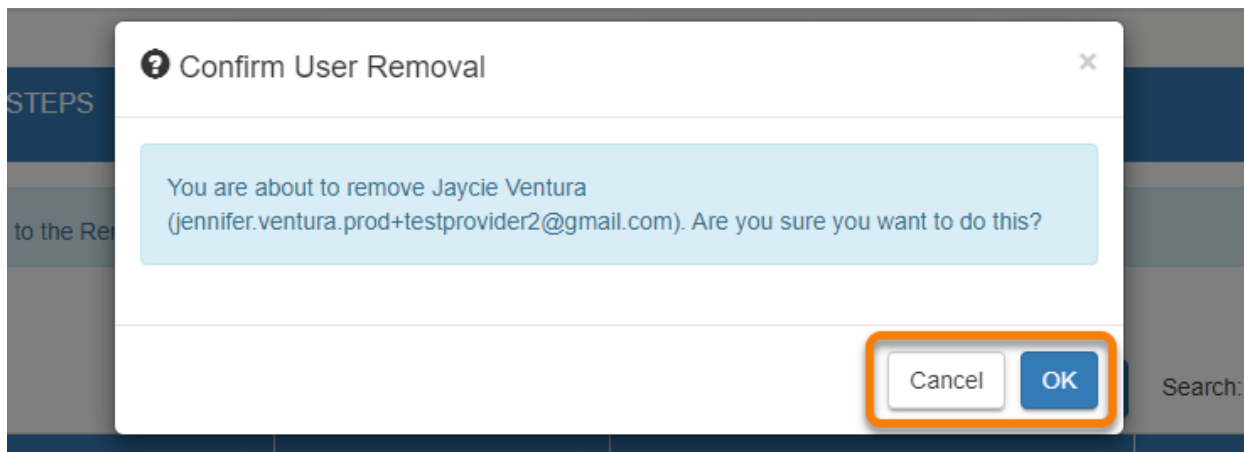 Confirm User Removal
×
STEPS
You are about to remove Jaycie Ventura
(jennifer.ventura.prod+testprovider2@gmail.com). Are you sure you want to do this?
to the
Cancel
OK
Search: